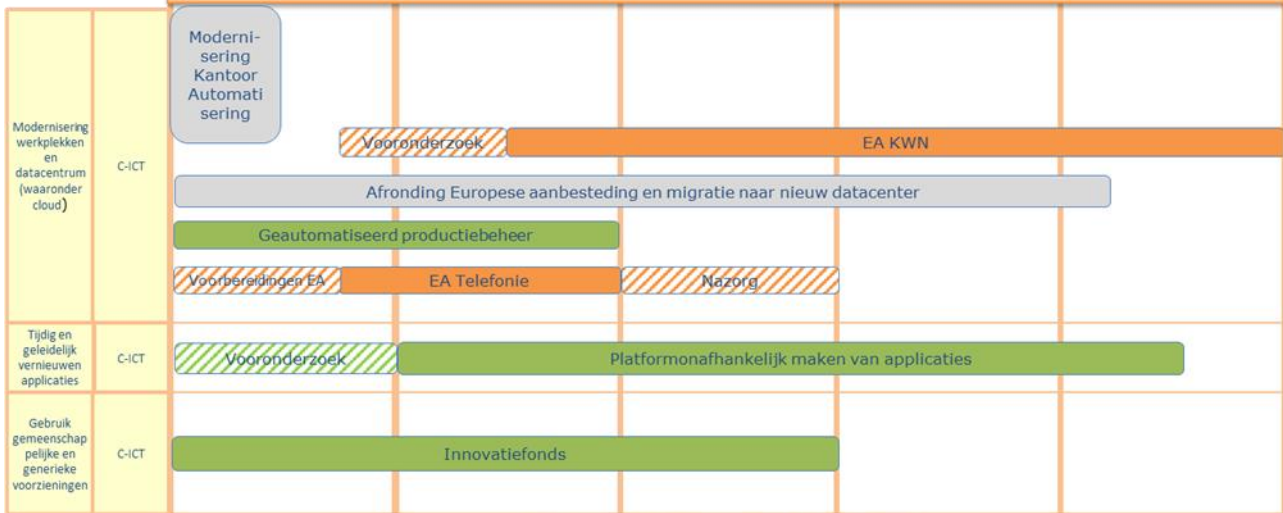 Moderni-
sering
Kantoor
Automati
sering
Modernisering
werkplekken
en
datacentrum
(waaronder
cloud)
C-ICT
Vooronderzoek
EA KWN
Afronding Europese aanbesteding en migratie naar nieuw datacenter
Geautomatiseerd productiebeheer
Voorbereidingen EA
EA Telefonie
Nazorg
Tijdig en
geleidelijk
vernieuwen
applicaties
C-ICT
Vooronderzoek
Platformonafhankelijk maken van applicaties
Gebruik
gemeenschap
pelijke en
generieke
voorzieningen
C-ICT
Innovatiefonds